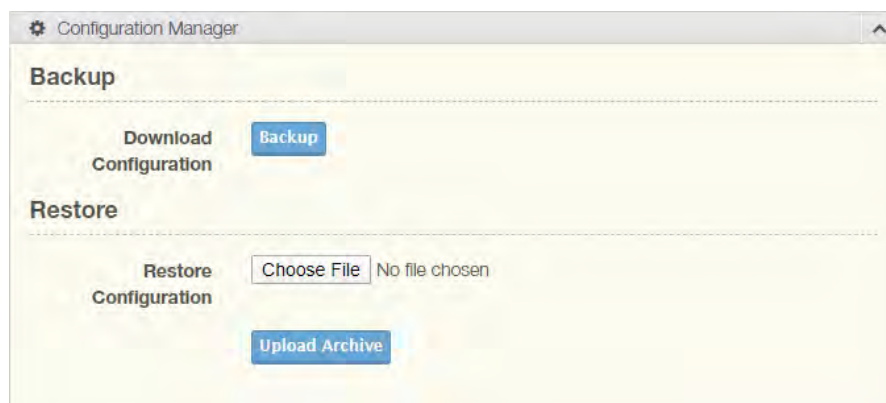 Configuration Manager
Backup
Download
Configuration
Backup
Restore
Restore
Configuration
Choose File No file chosen
Upload Archive